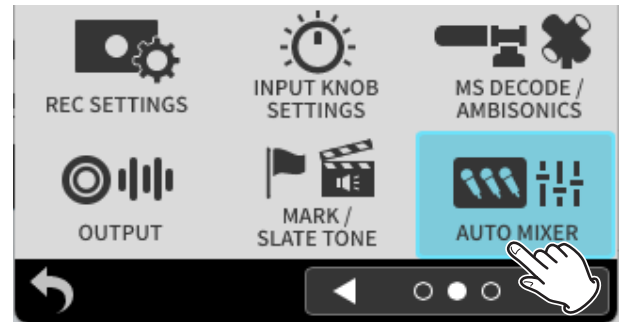 REC SETTINGS
INPUT KNOB
SETTINGS
MS DECODE /
AMBISONICS
OUTPUT
MARK /
SLATE TONE
AUTO MIXER